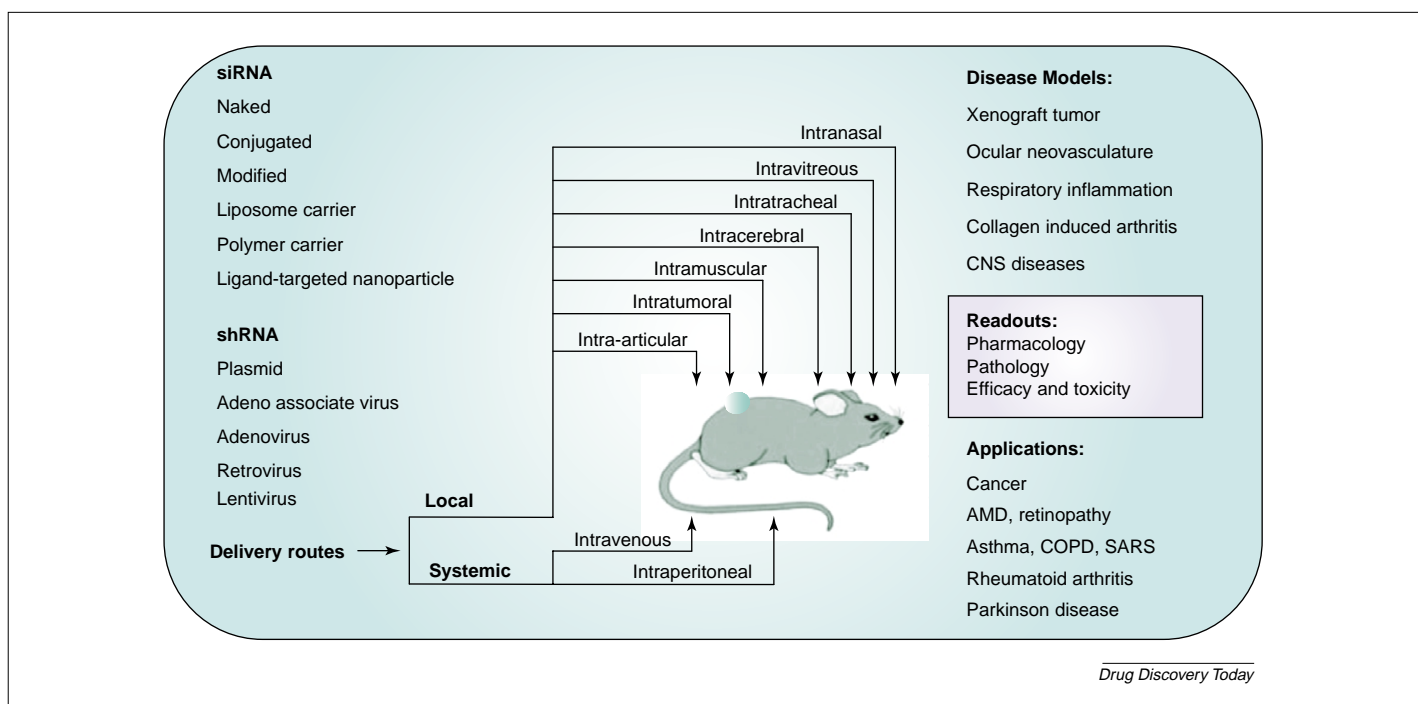 siRNA
Naked
Conjugated
Modified
Liposome carrier
Polymer carrier
Ligand-targeted nanoparticle
shRNA
Plasmid
Adeno associate virus
Adenovirus
Retrovirus
Lentivirus
Delivery routes
Local
Systemic
Intranasal
Intravitreous
Intratracheal
Intracerebral
Intramuscular
Intratumoral
Intra-articular
Intravenous
Intraperitoneal
Disease Models:
Xenograft tumor
Ocular neovasculature
Respiratory inflammation
Collagen induced arthritis
CNS diseases
Readouts:
Pharmacology
Pathology
Efficacy and toxicity
Applications:
Cancer
AMD, retinopathy
Asthma, COPD, SARS
Rheumatoid arthritis
Parkinson disease
Drug Discovery Today